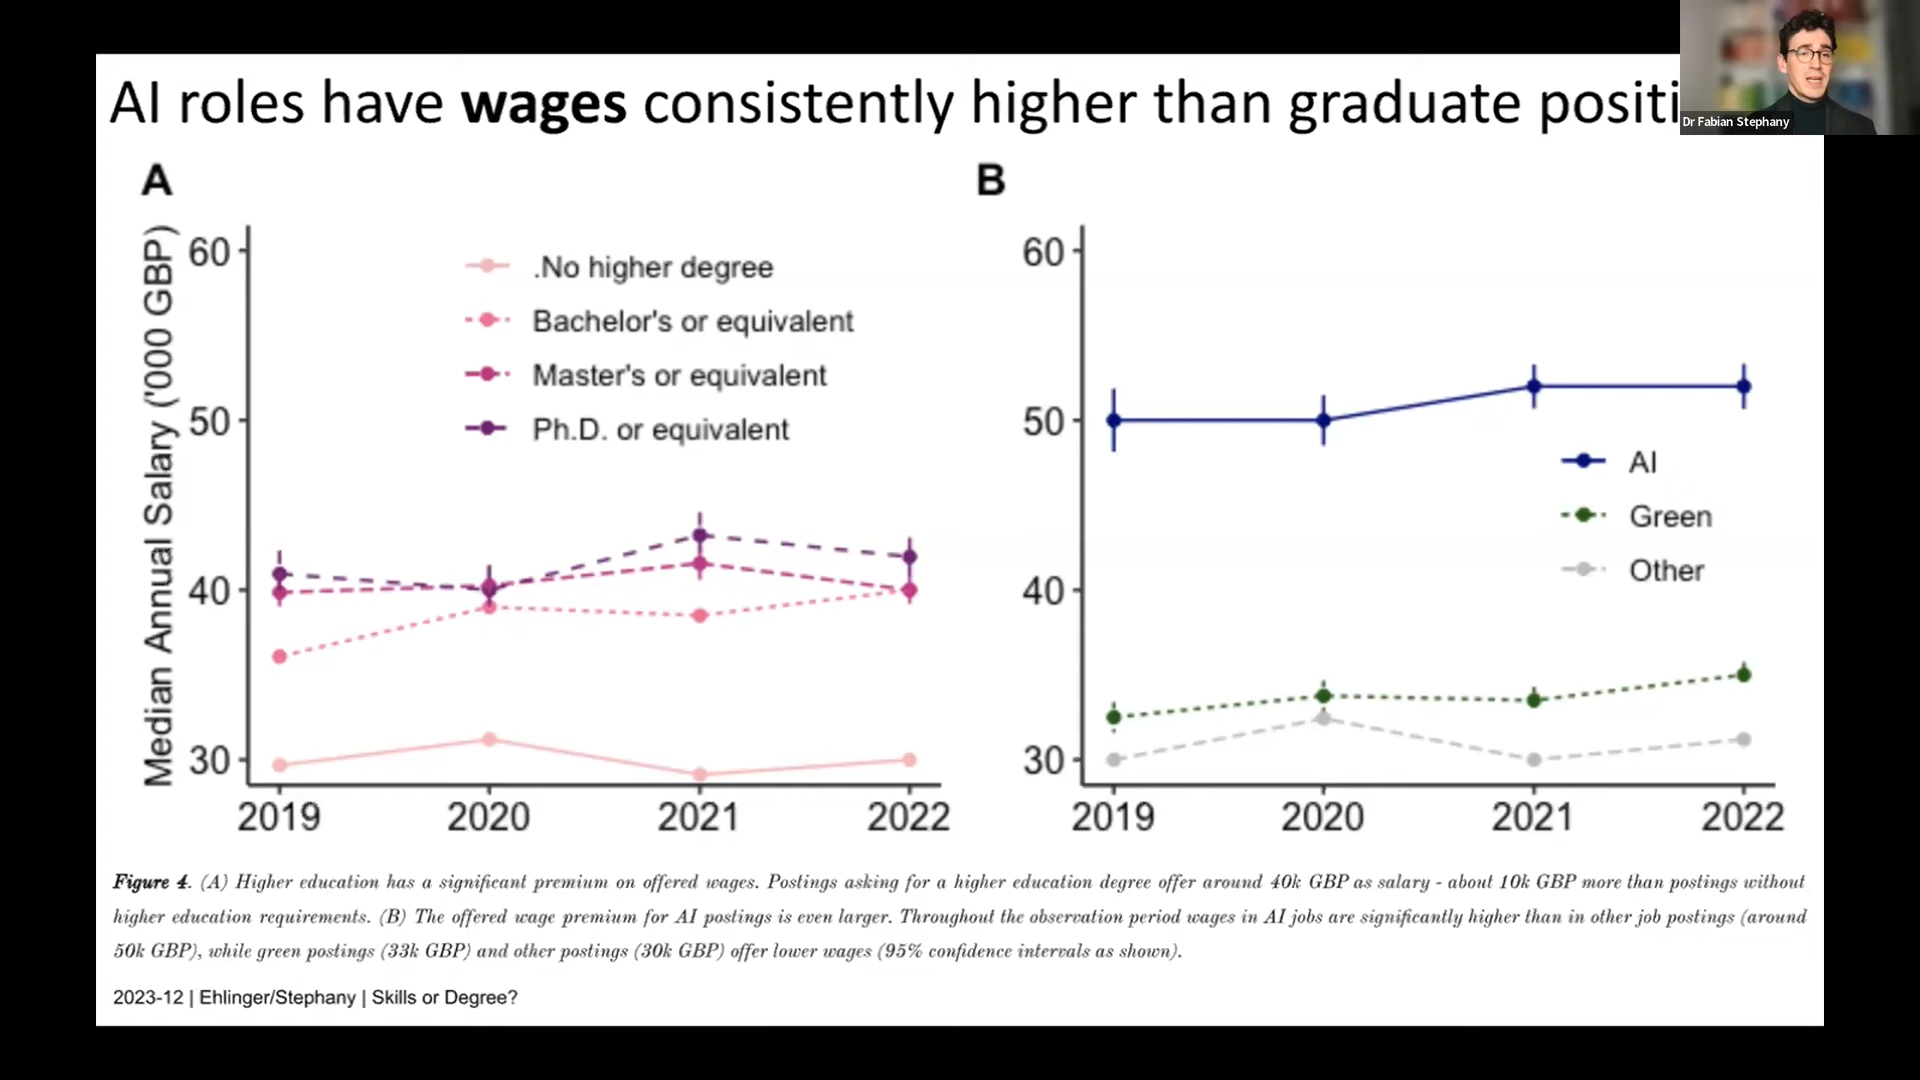 AI roles have wages consistently higher than graduate
Dr Fabian Stephany
A
B
Median Annual Salary ('000 GBP)
60
50
40
30
.No higher degree
Bachelor's or equivalent
Master's or equivalent
Ph.D. or equivalent
2019 2020 2021 2022
60
50
40
30
AI
Green
Other
2019 2020 2021 2022
Figure 4. (A) Higher education has a significant premium on offered wages. Postings asking for a higher education degree offer around 40k GBP as salary - about 10k GBP more than postings without
higher education requirements. (B) The offered wage premium for AI postings is even larger. Throughout the observation period wages in AI jobs are significantly higher than in other job postings (around
50k GBP), while green postings (33k GBP) and other postings (30k GBP) offer lower wages (95% confidence intervals as shown).
2023-12 | Ehlinger/Stephany | Skills or Degree?